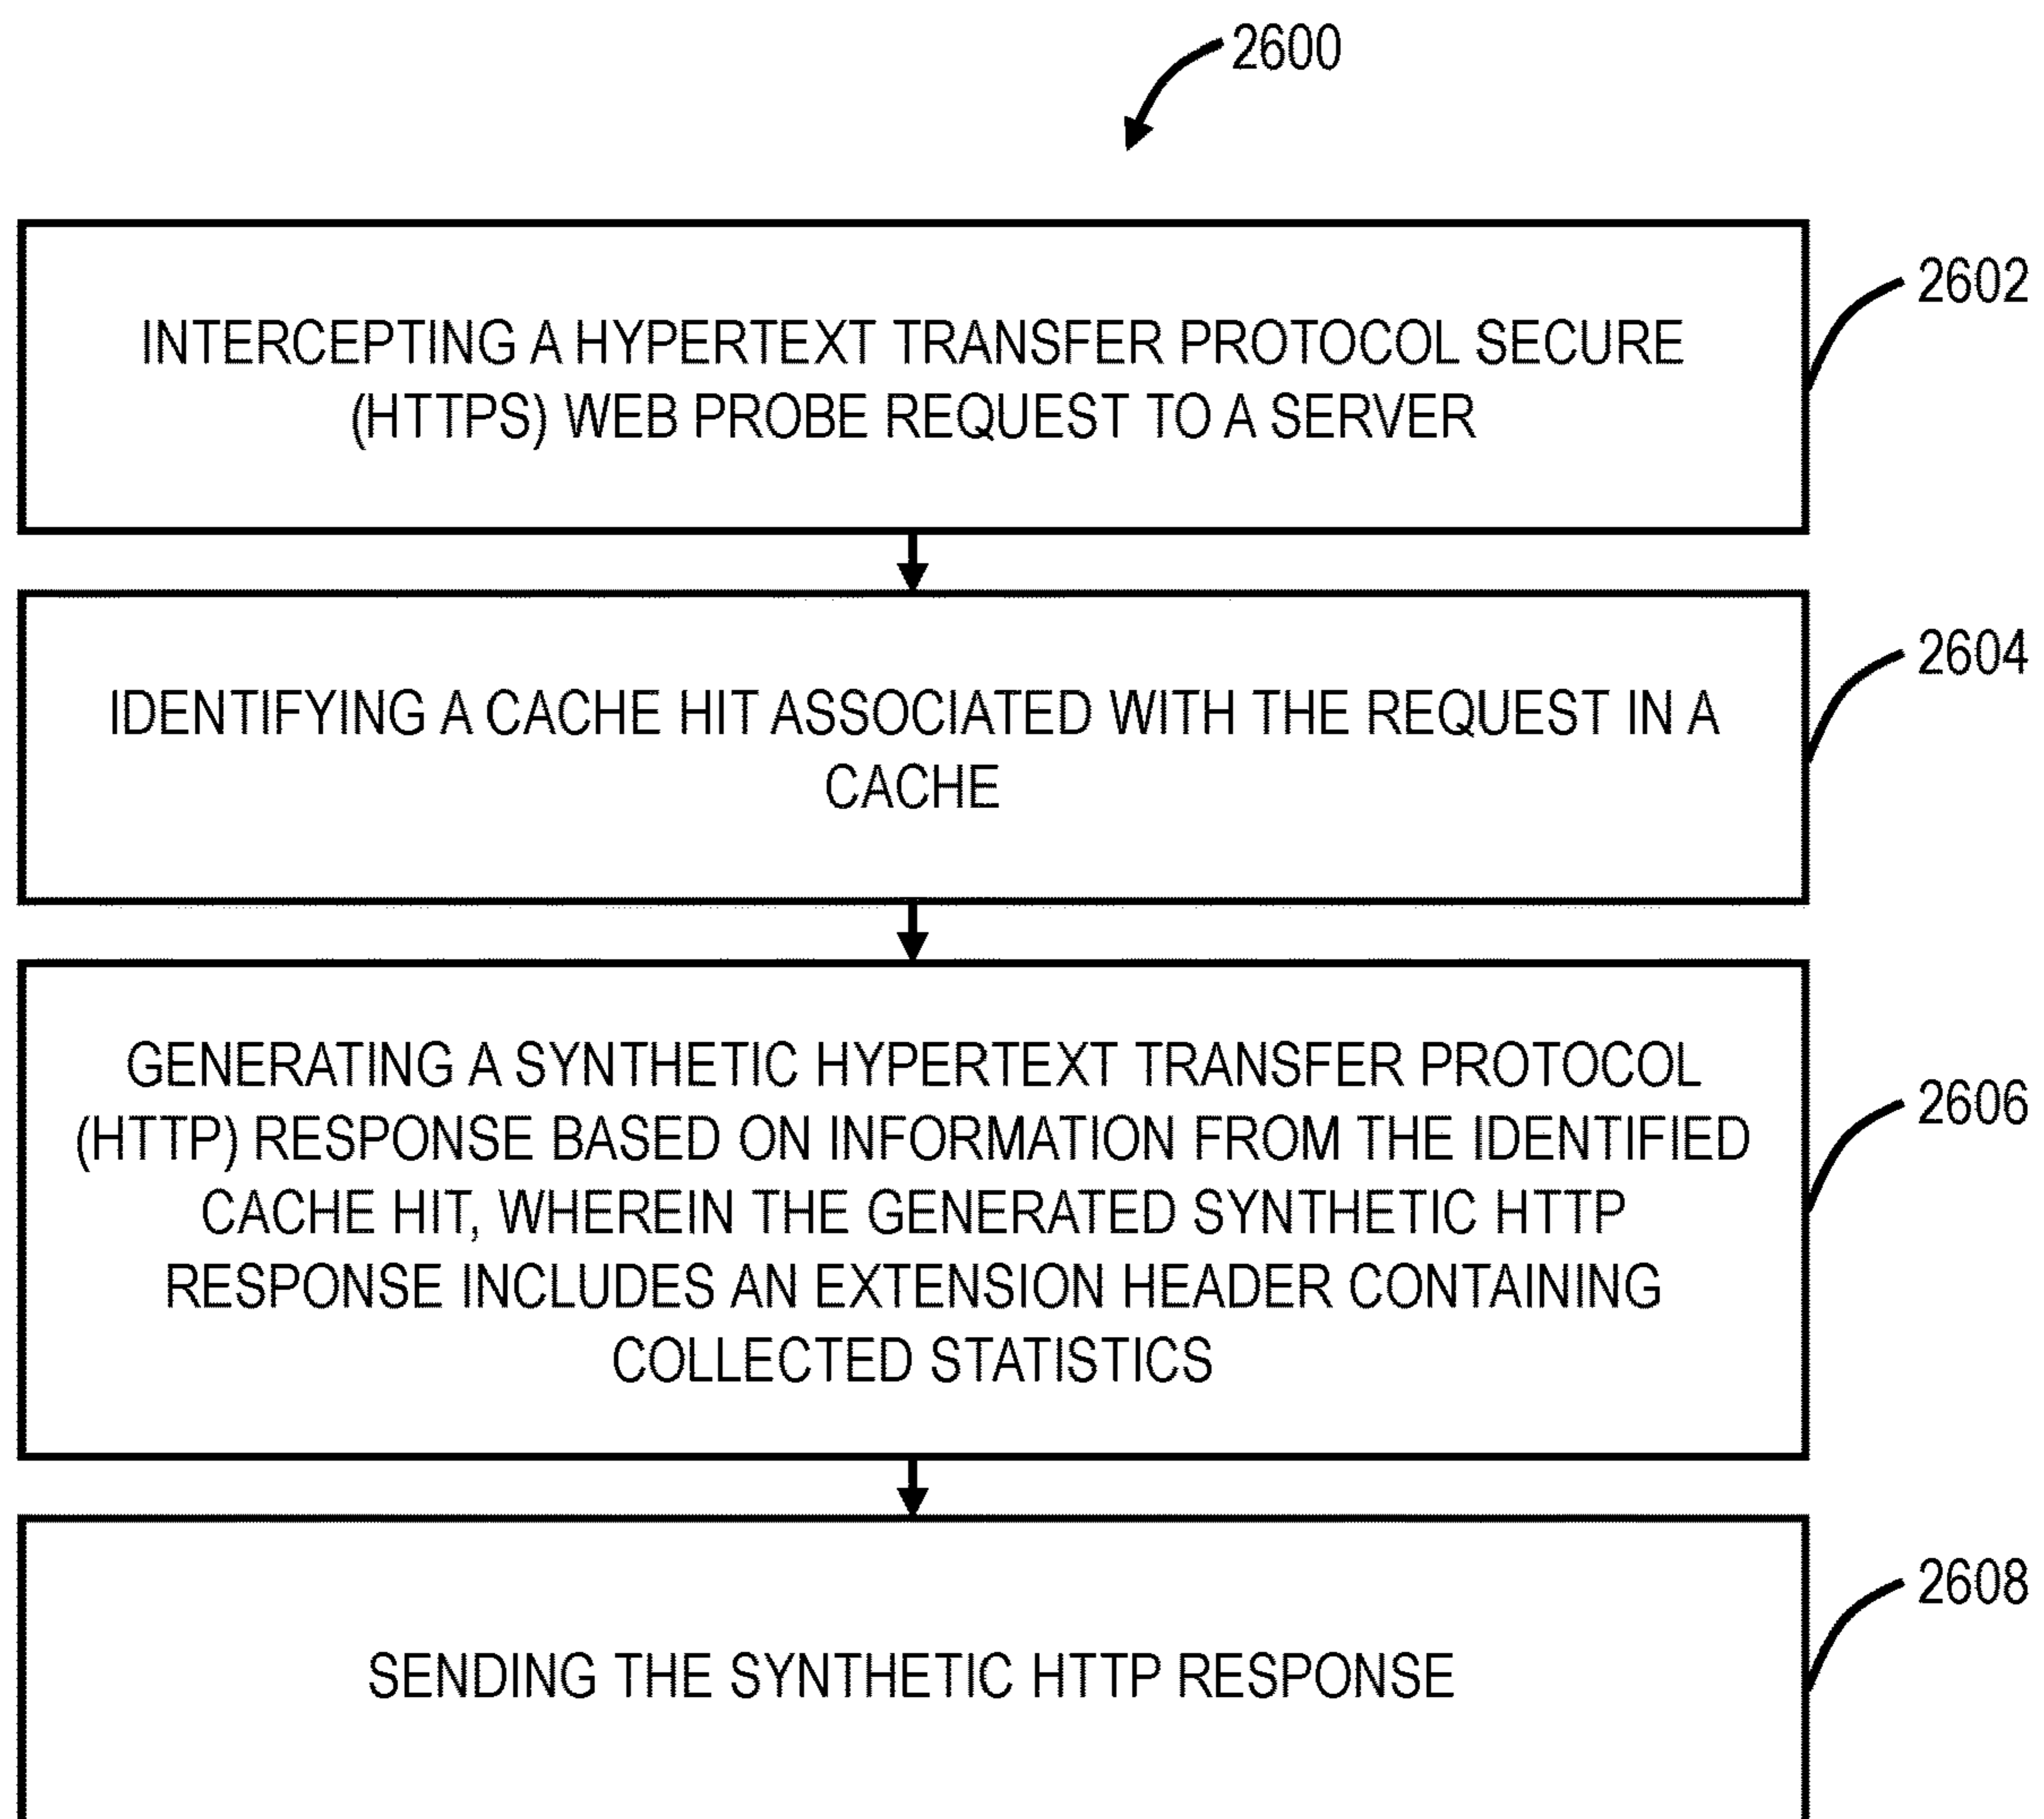 2600
2602
INTERCEPTING A HYPERTEXT TRANSFER PROTOCOL SECURE
(HTTPS) WEB PROBE REQUEST TO A SERVER
2604
IDENTIFYING A CACHE HIT ASSOCIATED WITH THE REQUEST IN A
CACHE
2606
GENERATING A SYNTHETIC HYPERTEXT TRANSFER PROTOCOL
(HTTP) RESPONSE BASED ON INFORMATION FROM THE IDENTIFIED
CACHE HIT, WHEREIN THE GENERATED SYNTHETIC HTTP
RESPONSE INCLUDES AN EXTENSION HEADER CONTAINING
COLLECTED STATISTICS
2608
SENDING THE SYNTHETIC HTTP RESPONSE